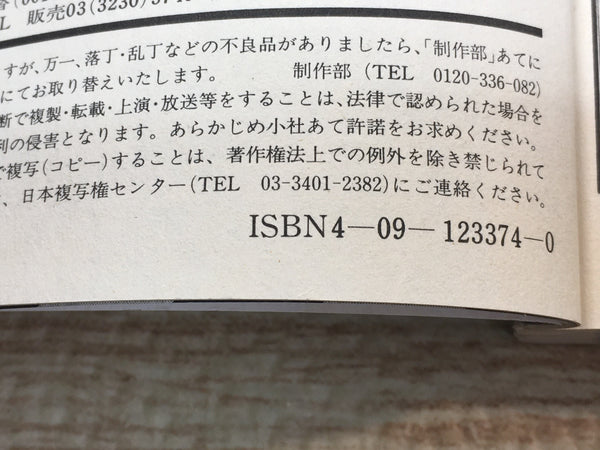 販売03(3230)
すが、万一、落丁・乱丁などの不良品がありましたら、「制作部」あてに
にてお取り替えいたします。 制作部(TEL 0120-336-082)
断で複製・転載・上演・放送等をすることは、法律で認められた場合を
利の侵害となります。あらかじめ小社あて許諾をお求めください。
で複写(コピー)することは、著作権法上での例外を除き禁じられて
、日本複写権センター(TEL 03-3401-2382)にご連絡ください。
ISBN4-09-123374-0